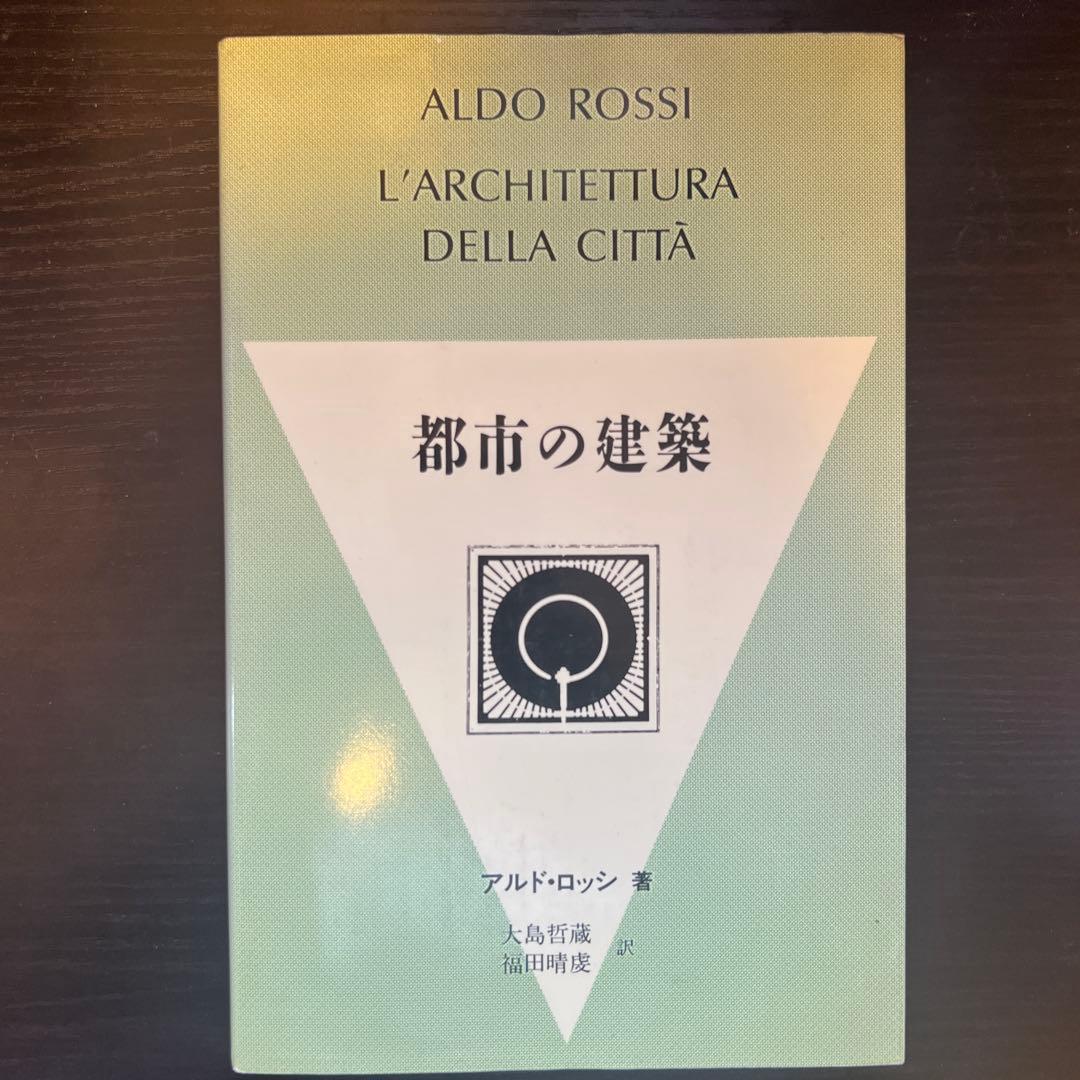 ALDO ROSSI
L'ARCHITETTURA
DELLA CITTÀ
都市の建築
アルド・ロッシ 著
大島哲蔵
福田晴虔
訳